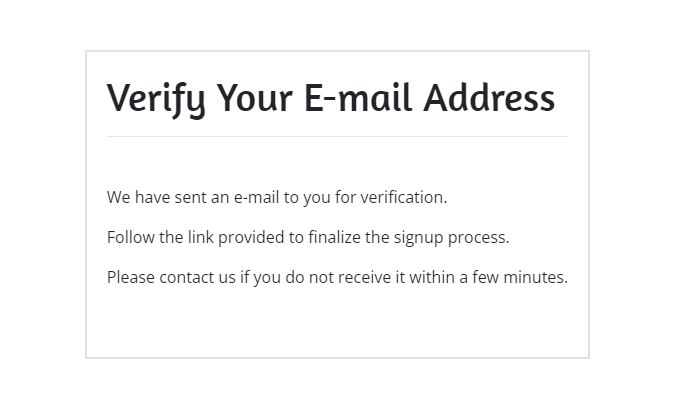 Verify Your E-mail Address
We have sent an e-mail to you for verification.
Follow the link provided to finalize the signup process.
Please contact us if you do not receive it within a few minutes.